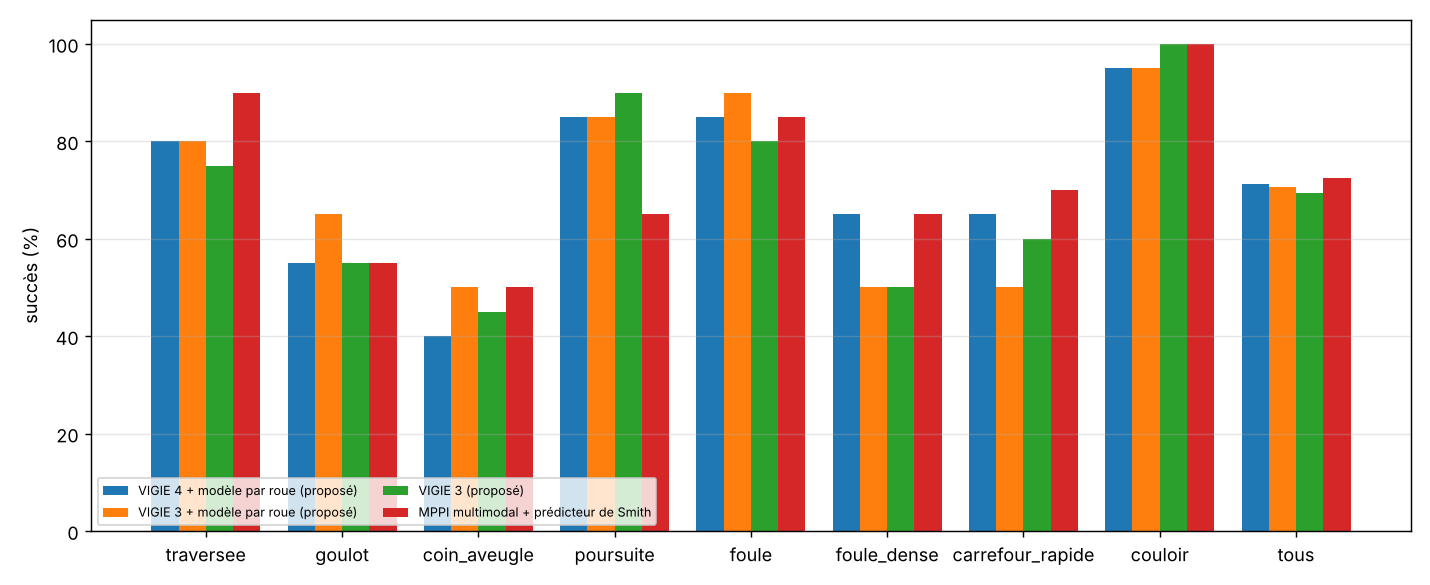 succès (%)
100
80
60
40
20
0
VIGIE 4 + modèle par roue (proposé)
VIGIE 3 + modèle par roue (proposé)
VIGIE 3 (proposé)
MPPI multimodal + prédicteur de Smith
traversee
goulot
coin_aveugle
poursuite
foule
foule_dense
carrefour_rapide
couloir
tous